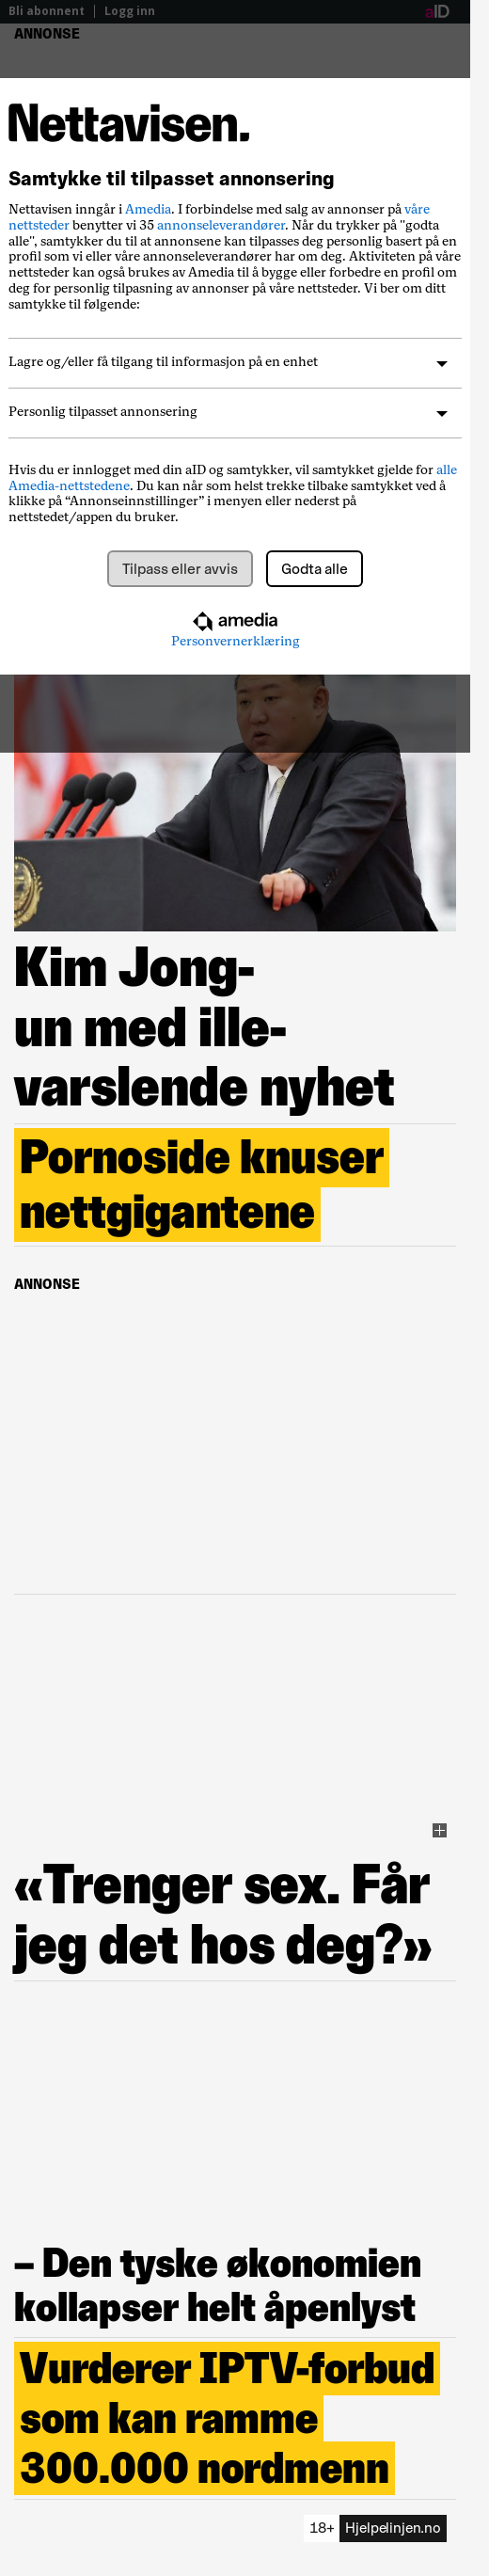 Bli abonnent | Logg inn aID
ANNONSE
Nettavisen.
Samtykke til tilpasset annonsering
Nettavisen inngår i Amedia. I forbindelse med salg av annonser på våre
nettsteder benytter vi 35 annonseleverandører. Når du trykker på "godta
alle", samtykker du til at annonsene kan tilpasses deg personlig basert på en
profil som vi eller våre annonseleverandører har om deg. Aktiviteten på våre
nettsteder kan også brukes av Amedia til å bygge eller forbedre en profil om
deg for personlig tilpasning av annonser på våre nettsteder. Vi ber om ditt
samtykke til følgende:
Lagre og/eller få tilgang til informasjon på en enhet
Personlig tilpasset annonsering
Hvis du er innlogget med din aID og samtykker, vil samtykket gjelde for alle
Amedia-nettstedene. Du kan når som helst trekke tilbake samtykket ved å
klikke på “Annonseinnstillinger” i menyen eller nederst på
nettstedet/appen du bruker.
Tilpass eller avvis Godta alle
amedia
Personvernerklæring
Kim Jong-
un med ille-
varslende nyhet
Pornoside knuser
nettgigantene
ANNONSE
«Trenger sex. Får
jeg det hos deg?»
– Den tyske økonomien
kollapser helt åpenlyst
Vurderer IPTV-forbud
som kan ramme
300.000 nordmenn
18+ Hjelpelinjen.no